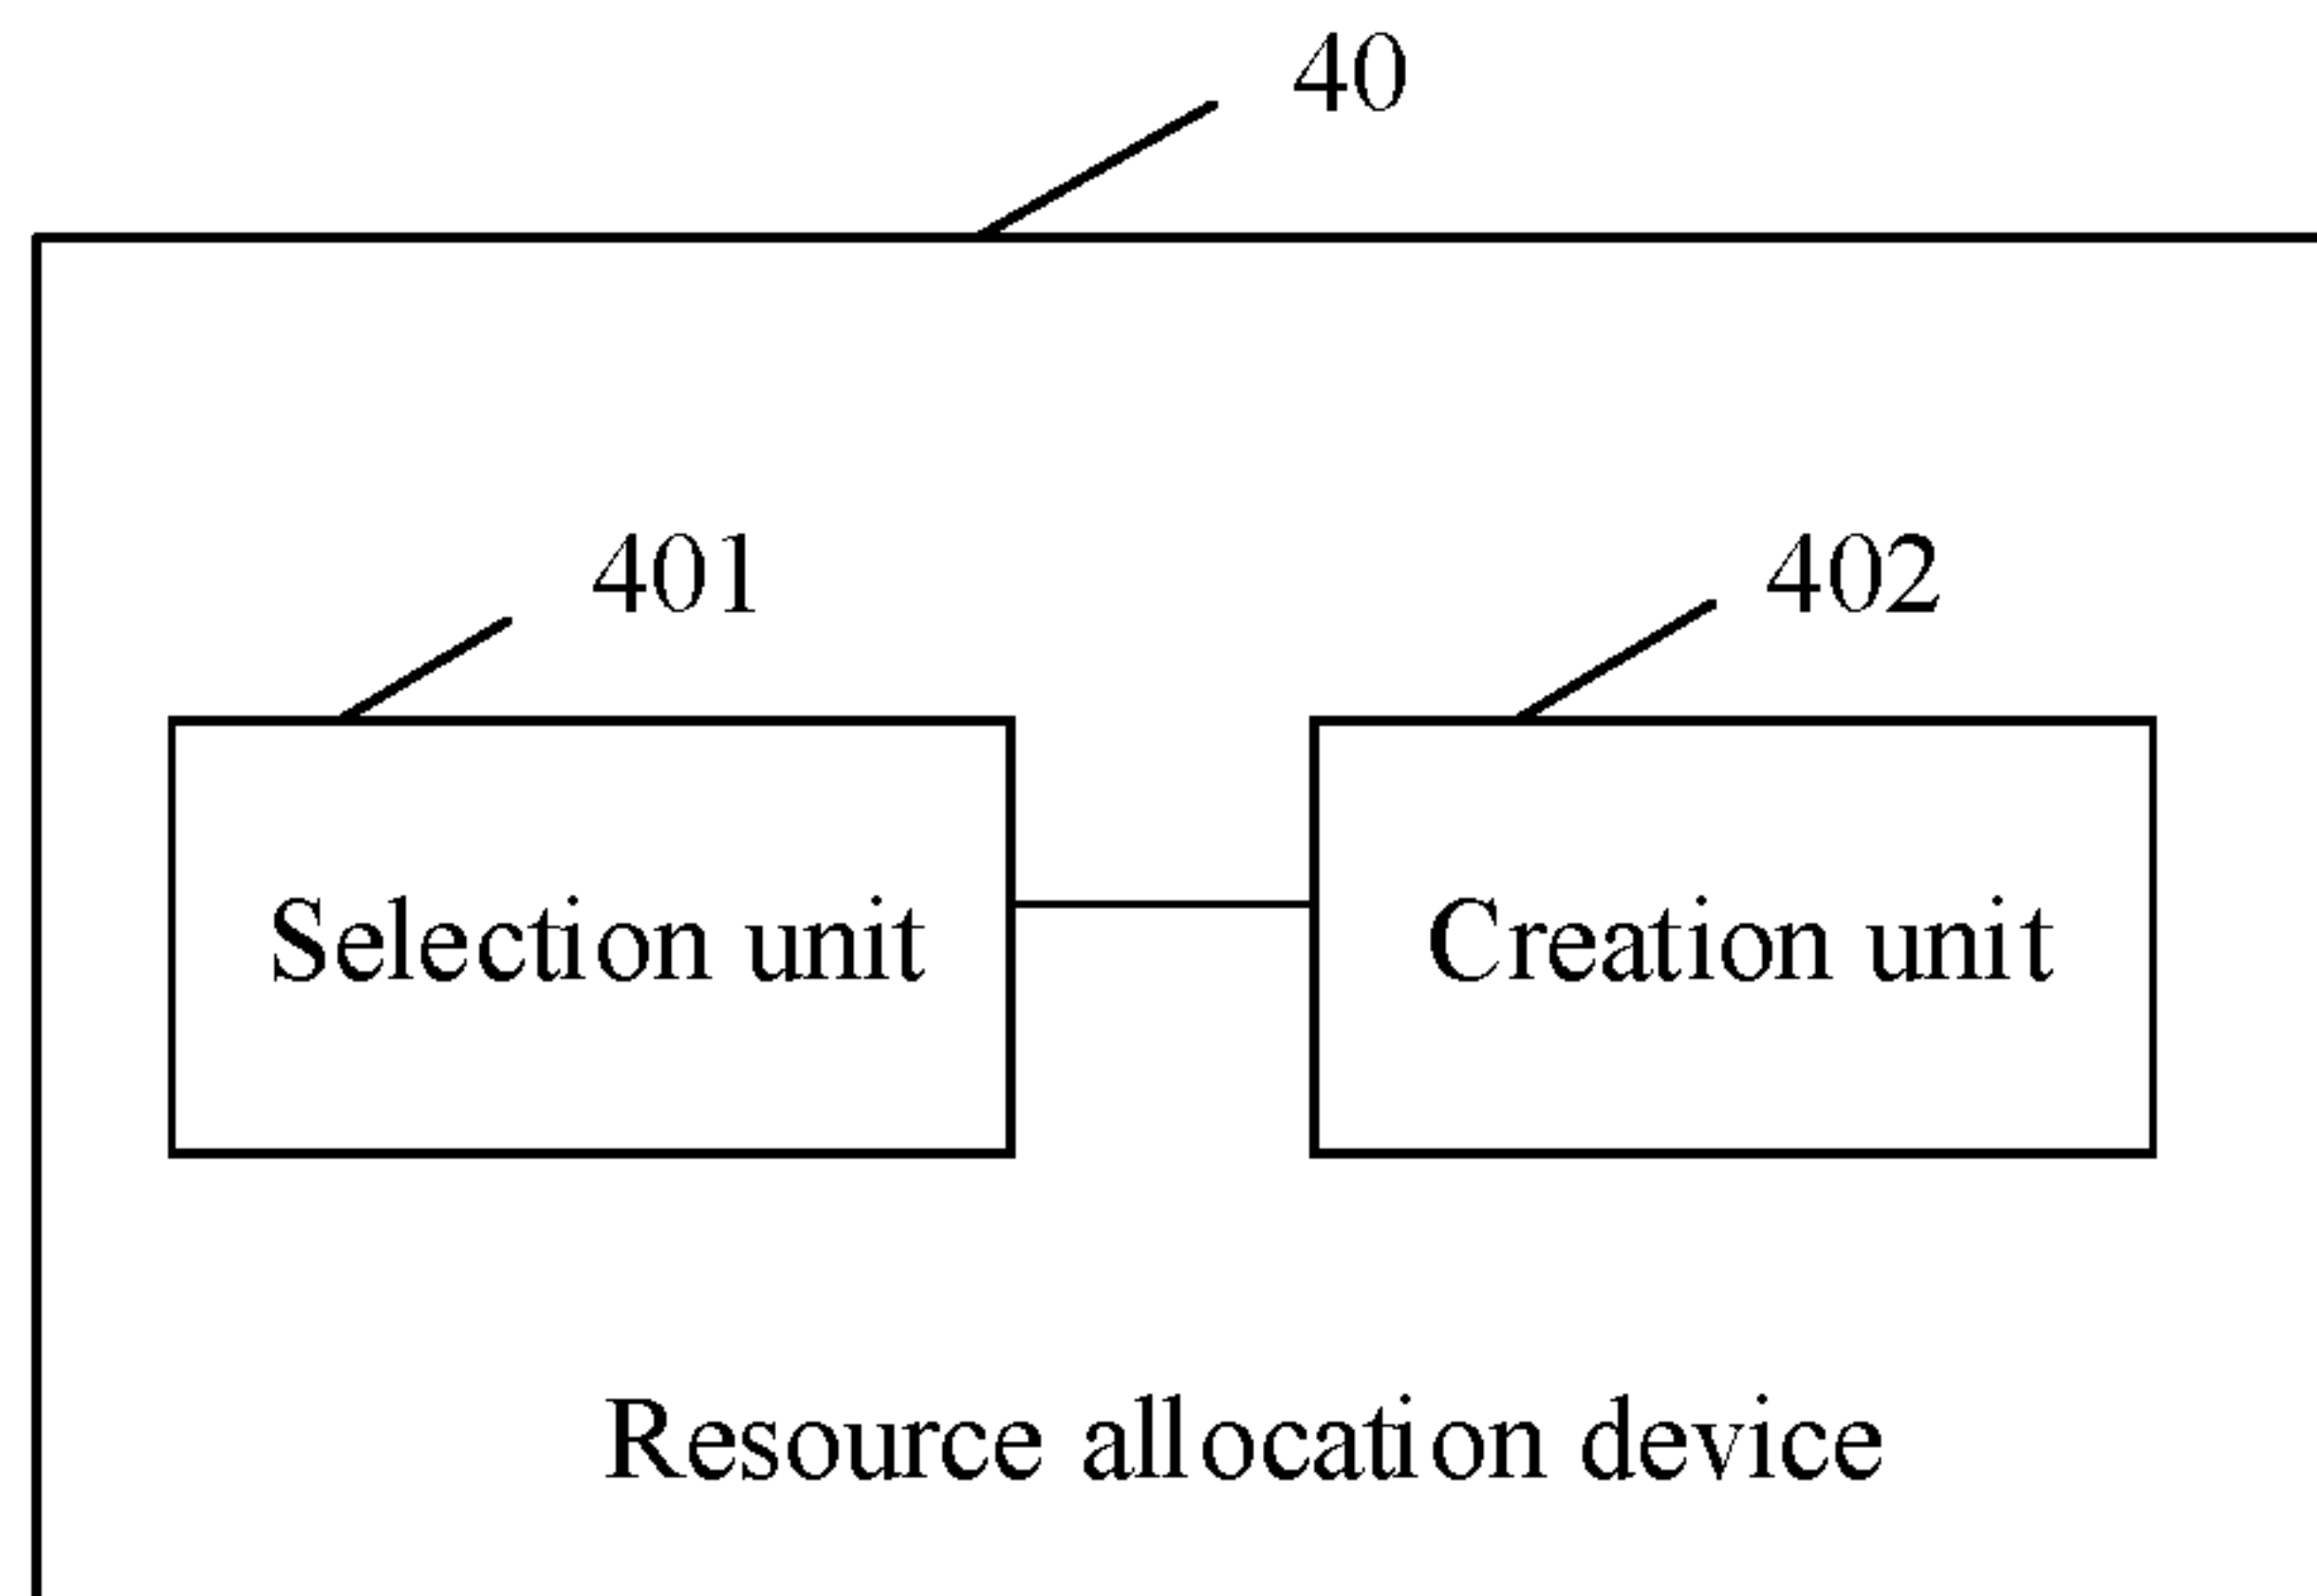 40
401
402
Selection unit
Creation unit
Resource allocation device